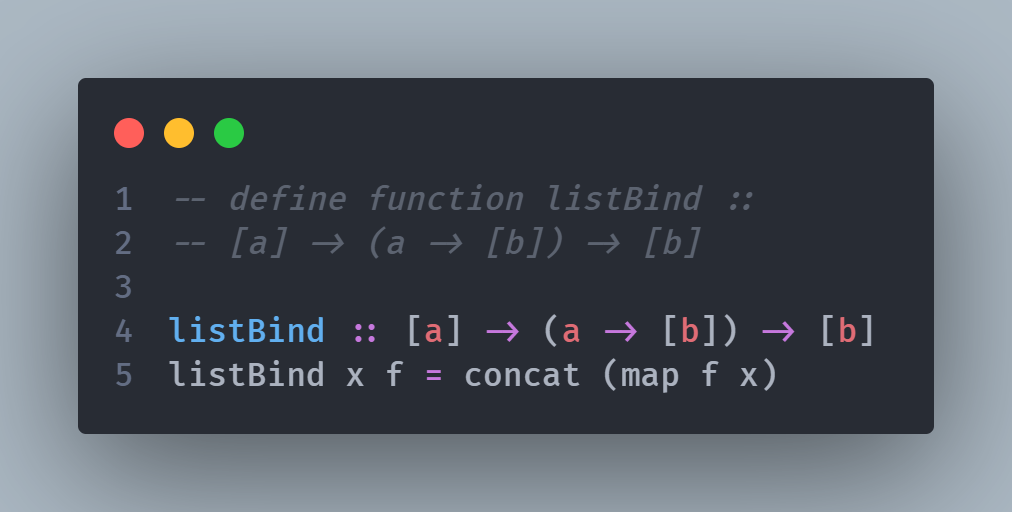 1 -- define function listBind ::
2 -- [a] -> (a -> [b]) -> [b]
3
4 listBind :: [a] -> (a -> [b]) -> [b]
5 listBind x f = concat (map f x)